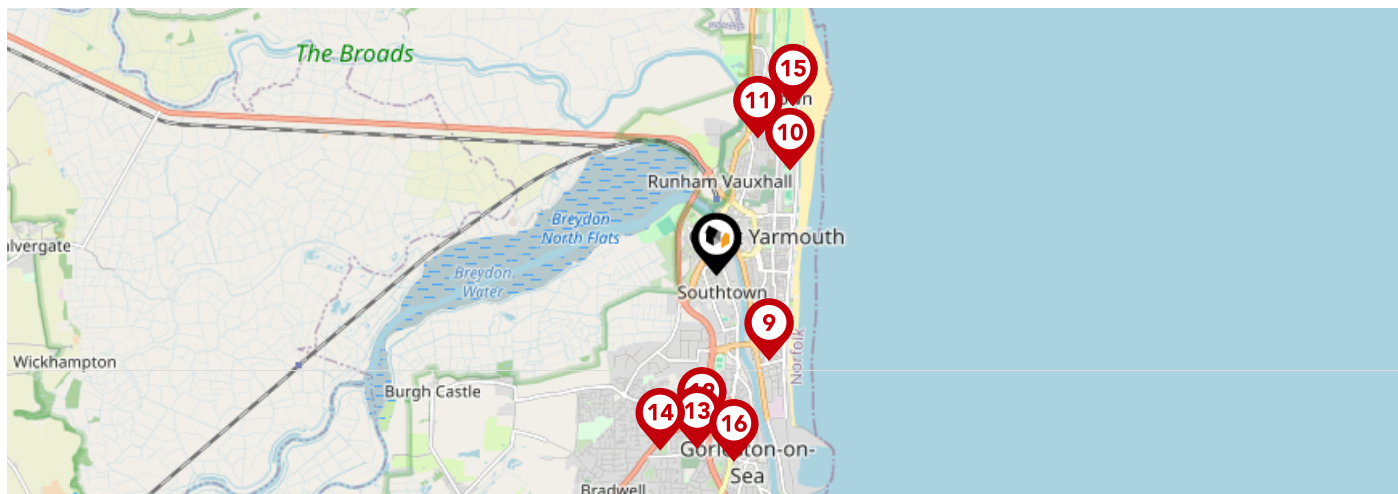 The Broads
15
11
10
Runham Vauxhall
Breydon
North Flats
Yarmouth
Breydon
Water
Southtown
9
Norfolk
Wickhampton
Burgh Castle
14
13
16
Sea
Bradwell